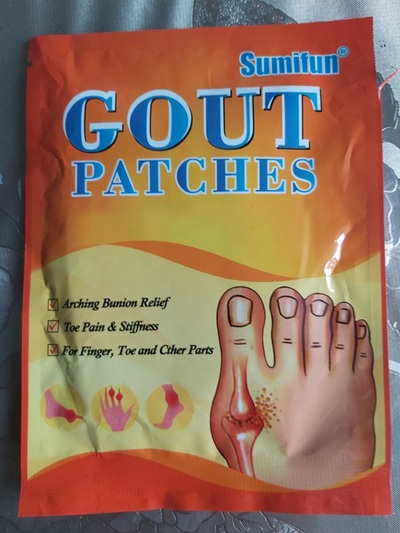 Sumifun®
GOUT
PATCHES
Arching Bunion Relief
Toe Pain & Stiffness
For Finger, Toe and Cther Parts